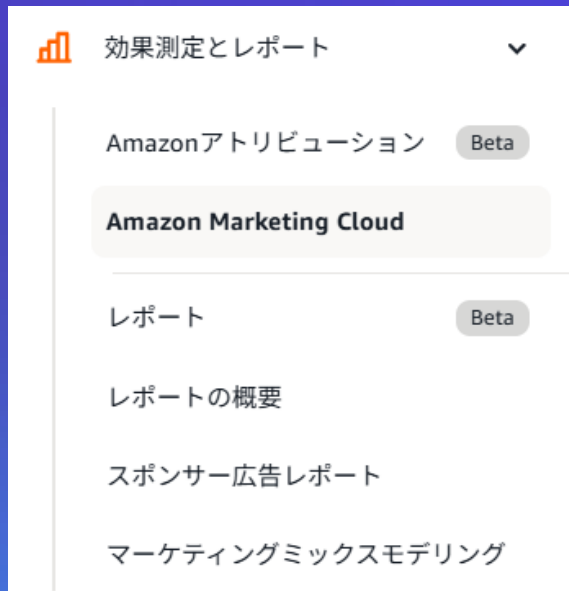 効果測定とレポート
Amazonアトリビューション Beta
Amazon Marketing Cloud
レポート Beta
レポートの概要
スポンサー広告レポート
マーケティングミックスモデリング